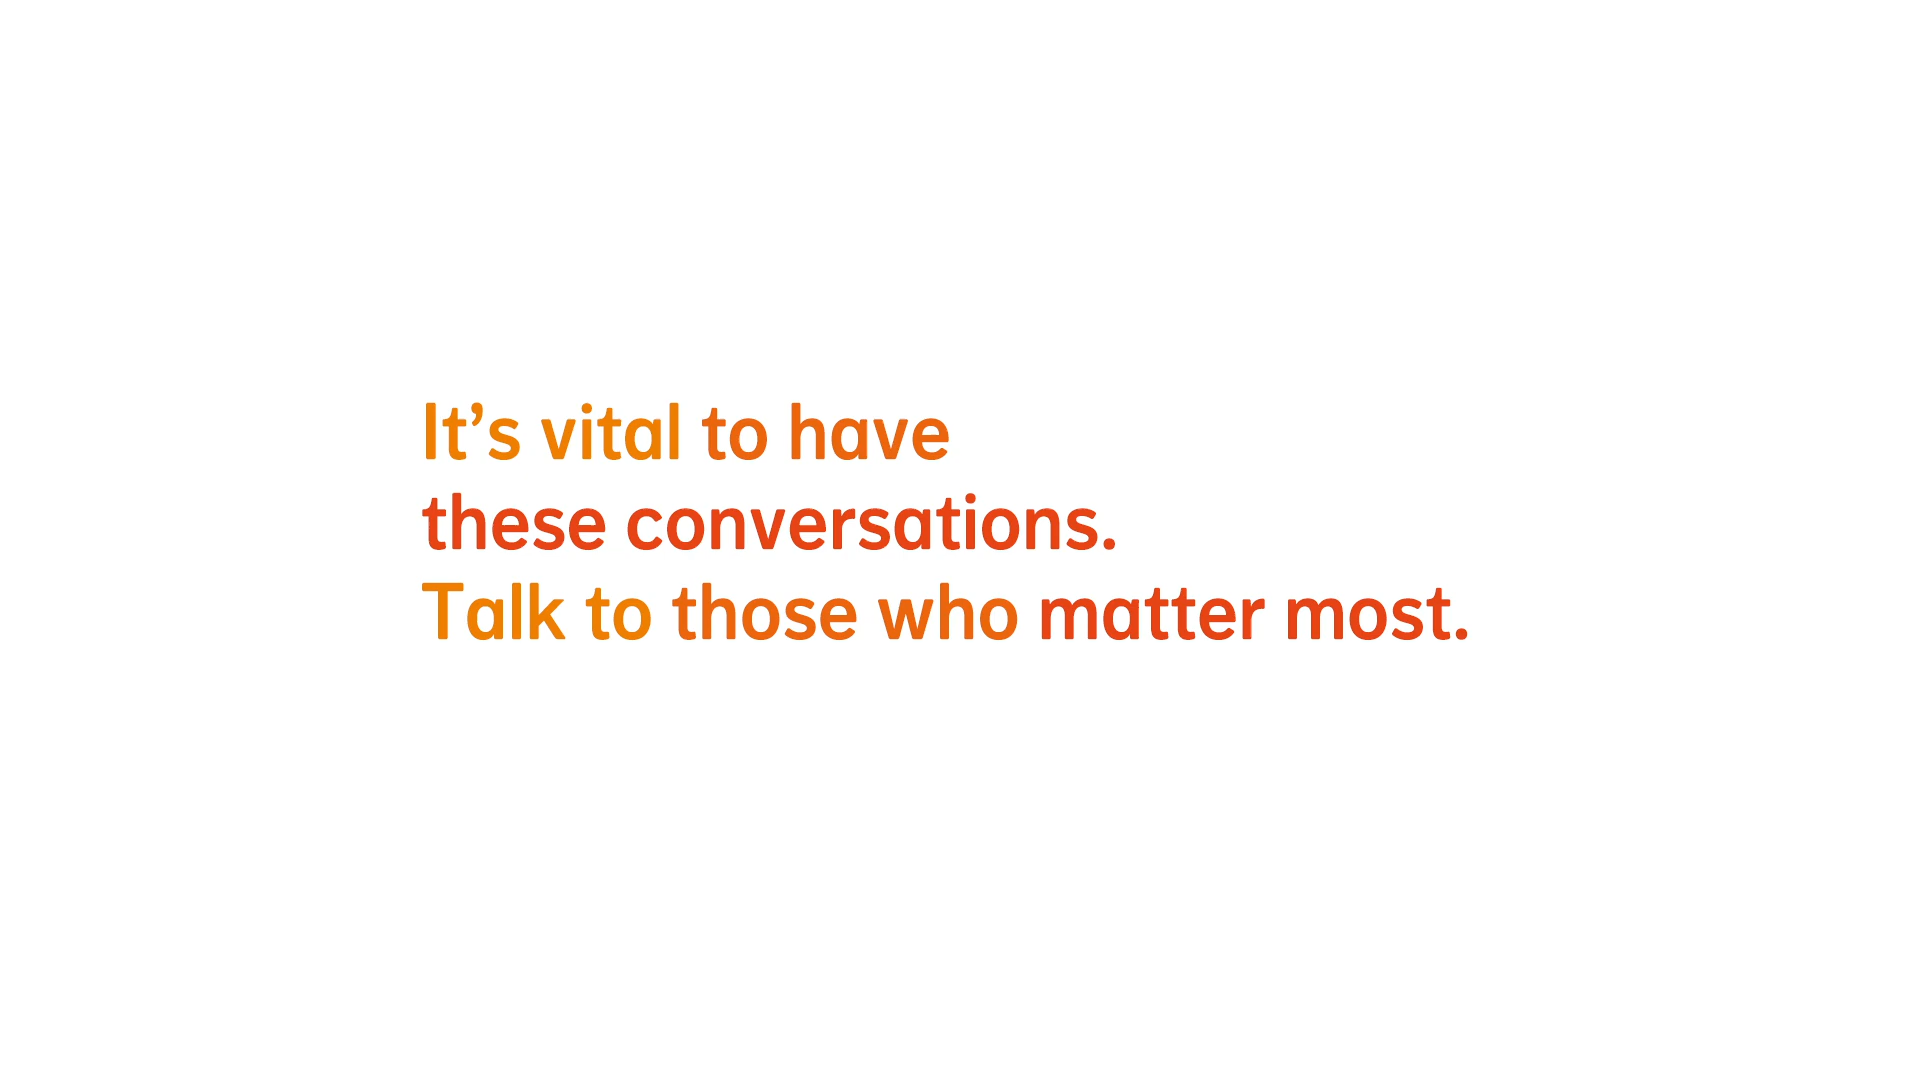 It’s vital to have
these conversations.
Talk to those who matter most.